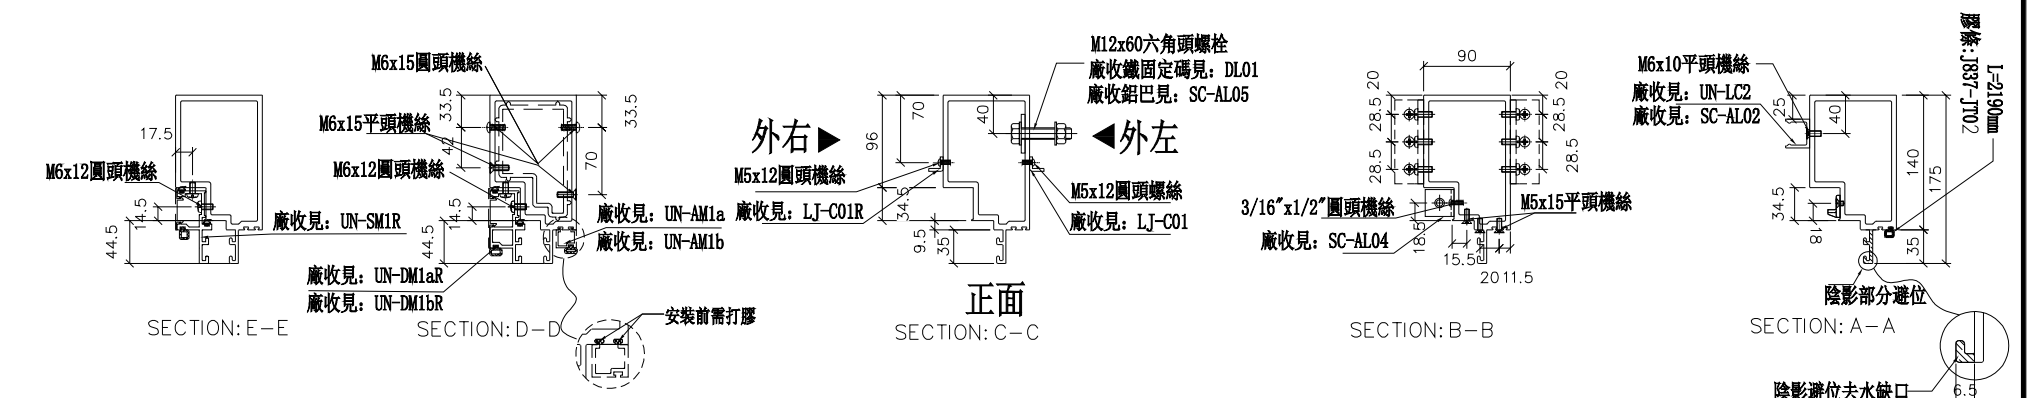 17.5
M6x12圓頭機絲
14.5
44.5
廠收見: UN-SM1R
SECTION: E-E
M6x15圓頭機絲
33.5
M6x15平頭機絲
42
M6x12圓頭機絲
14.5
44.5
33.5
70
廠收見: UN-AM1a
廠收見: UN-AM1b
廠收見: UN-DM1aR
廠收見: UN-DM1bR
SECTION: D-D
安裝前需打膠
外右▶
M12x60六角頭螺栓
廠收鐵固定碼見: DL01
廠收鋁巴見: SC-AL05
◀外左
96
70
40
M5x12圓頭機絲
廠收見: LJ-C01R
34.5
9.5
35
M5x12圓頭螺絲
廠收見: LJ-C01
正面
SECTION: C-C
90
20
20
28.5
28.5
28.5
28.5
3/16"x1/2"圓頭機絲
廠收見: SC-AL04
M5x15平頭機絲
18.5
15.5
20
11.5
SECTION: B-B
M6x10平頭機絲
廠收見: UN-LC2
廠收見: SC-AL02
25
40
140
175
34.5
18
35
L=2190mm
膠條: J837-JT02
陰影部分避位
SECTION: A-A
陰影避位去水缺口
6.5